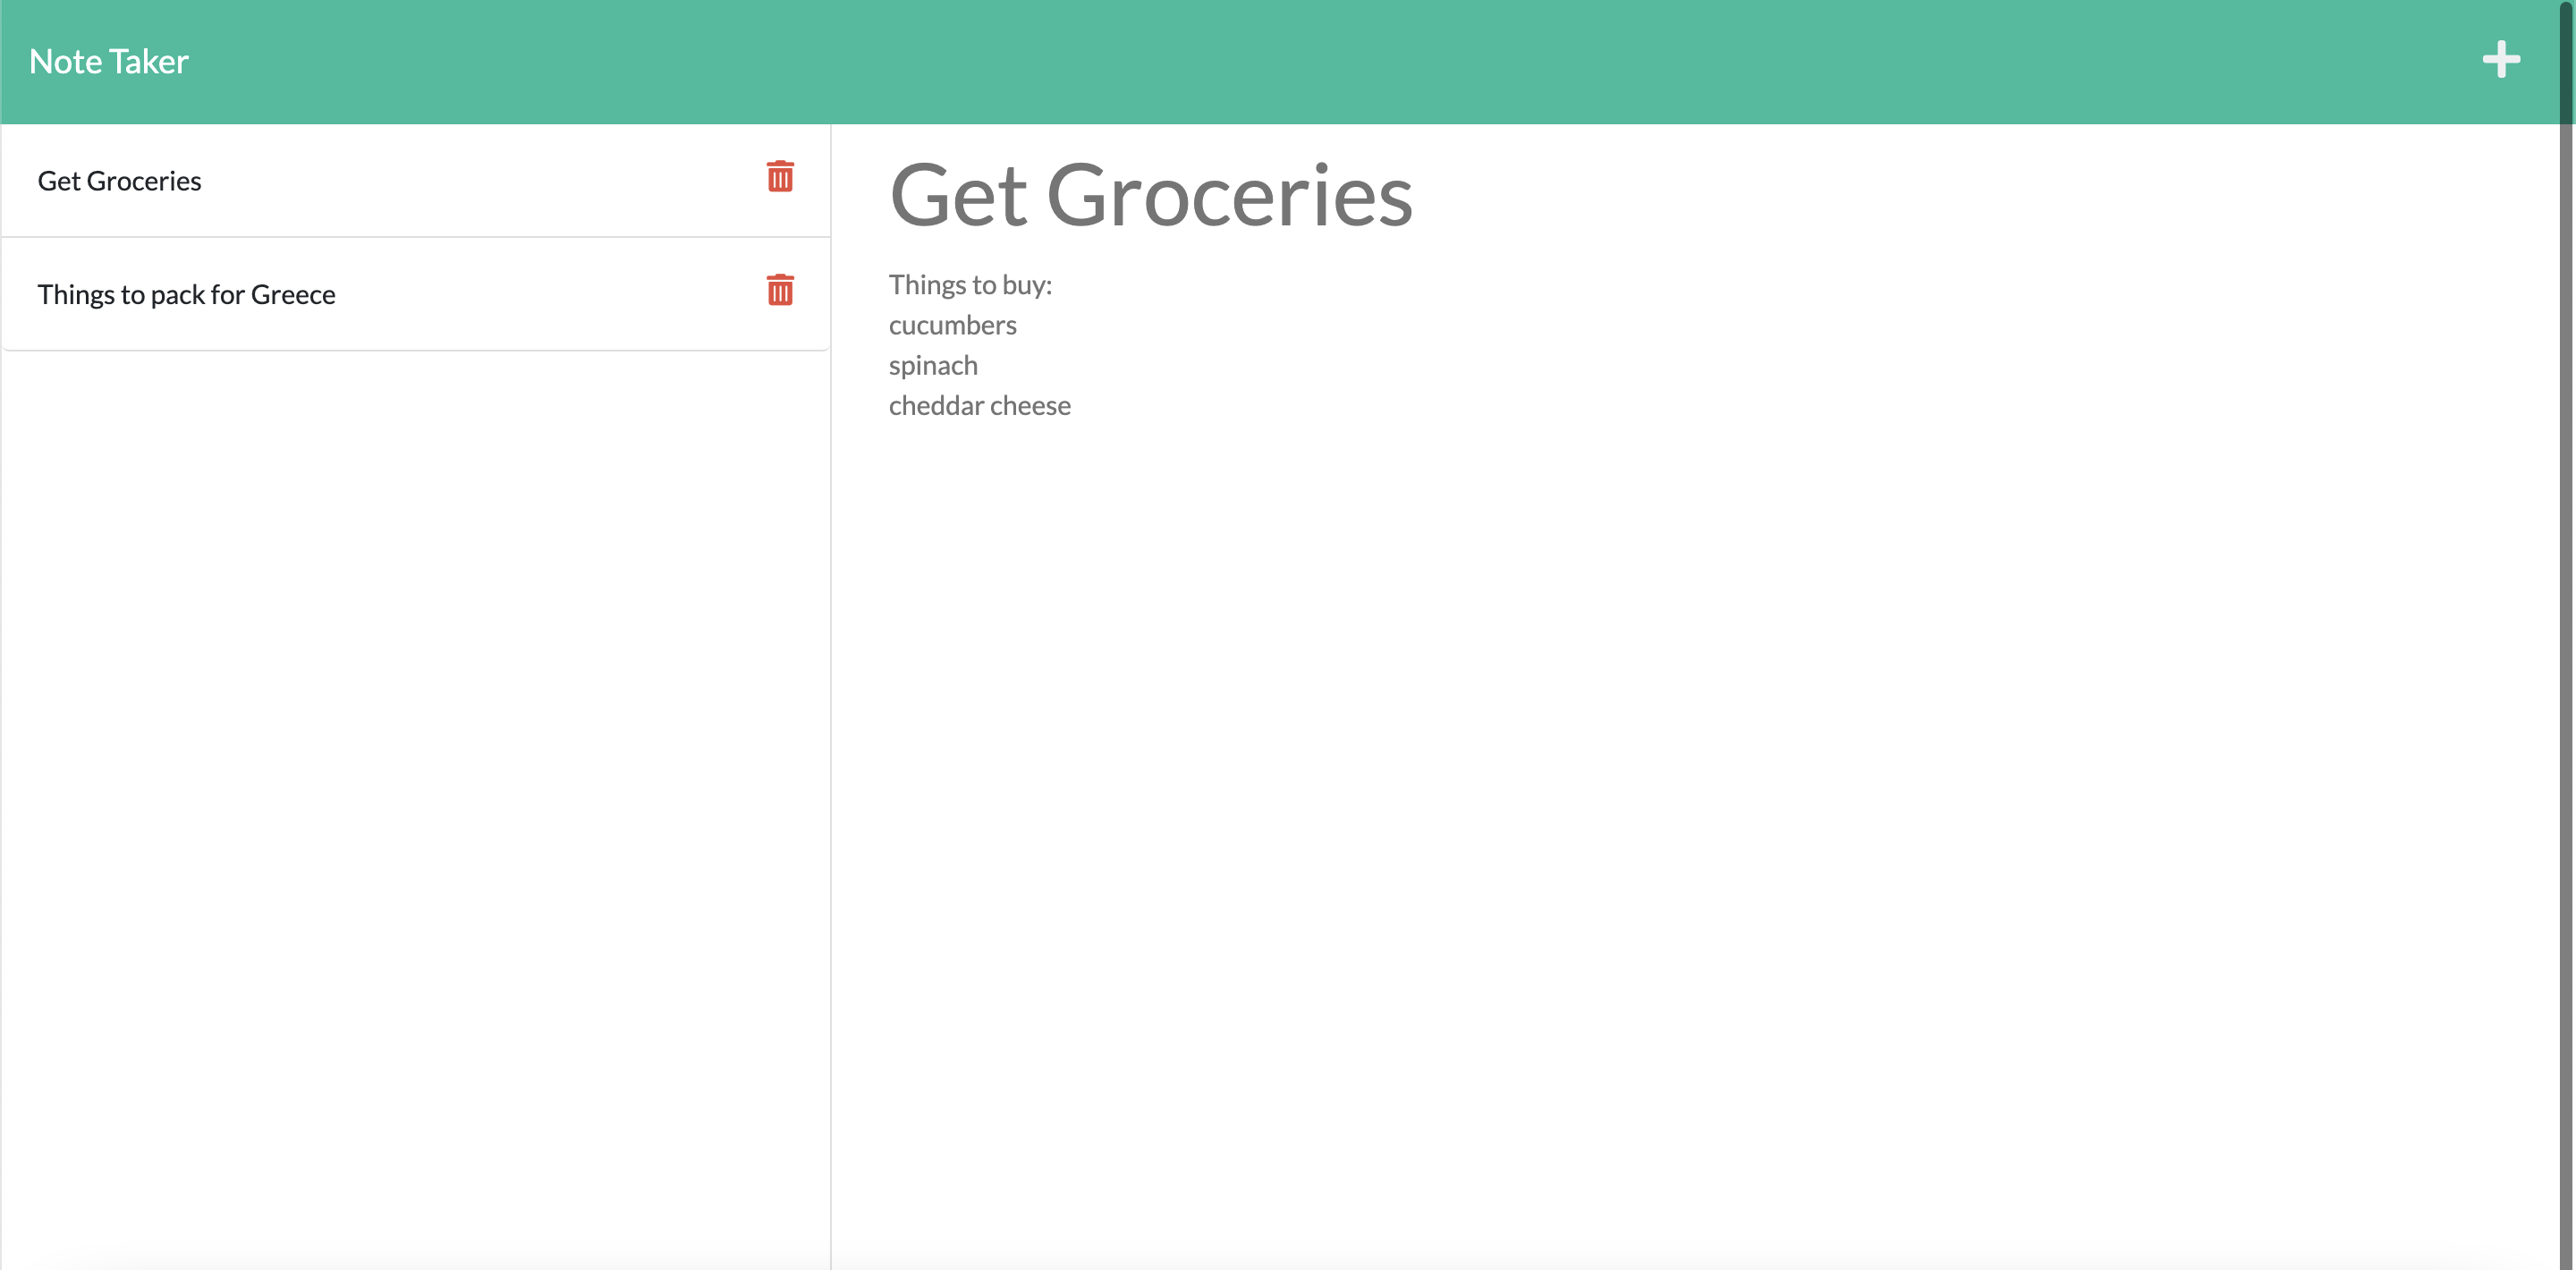 Note Taker
Get Groceries
Things to pack for Greece
Get Groceries
Things to buy:
cucumbers
spinach
cheddar cheese